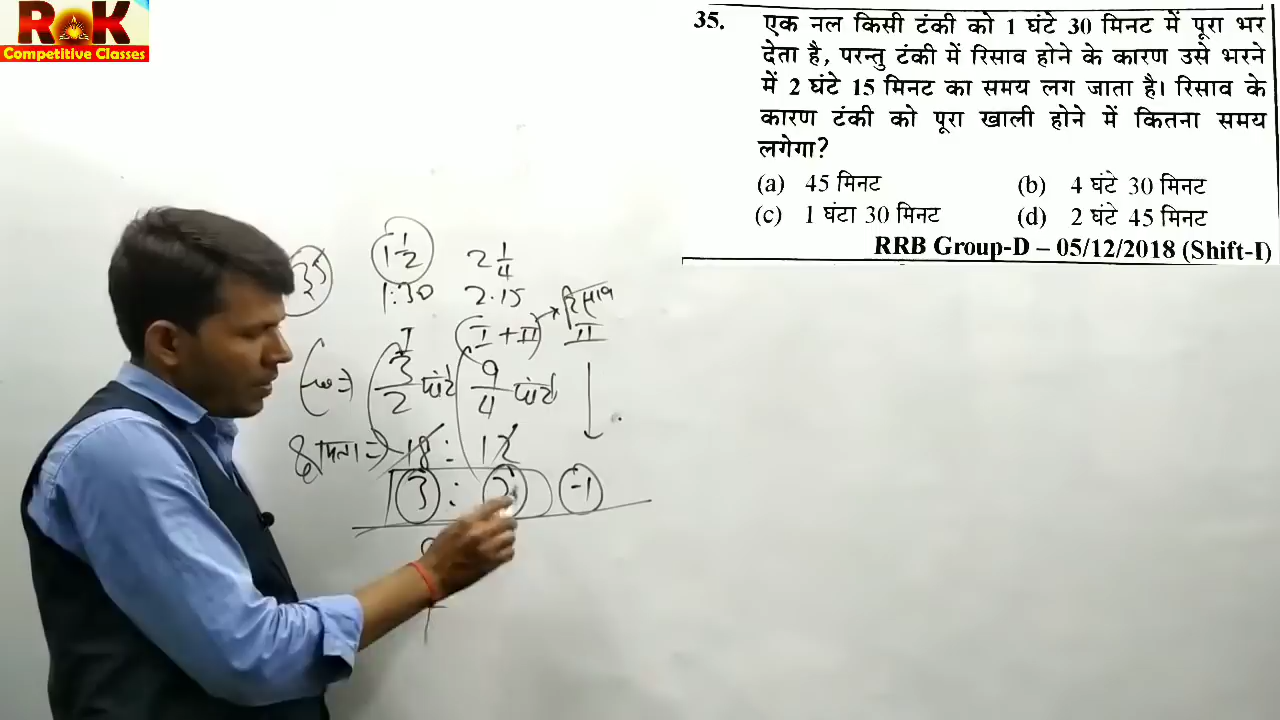 ROK
Competitive Classes
35. एक नल किसी टंकी को 1 घंटे 30 मिनट में पूरा भर
देता है, परन्तु टंकी में रिसाव होने के कारण उसे भरने
में 2 घंटे 15 मिनट का समय लग जाता है। रिसाव के
कारण टंकी को पूरा खाली होने में कितना समय
लगेगा?
(a) 45 मिनट (b) 4 घंटे 30 मिनट
(c) 1 घंटा 30 मिनट (d) 2 घंटे 45 मिनट
RRB Group-D – 05/12/2018 (Shift-I)
35 1 1/2 2 1/4
1:30 2.15 रिसाव
I (I + II) II
3/2 घंटे 9/4 घंटे
क्षमता => 18 : 12
3 : 2 -1